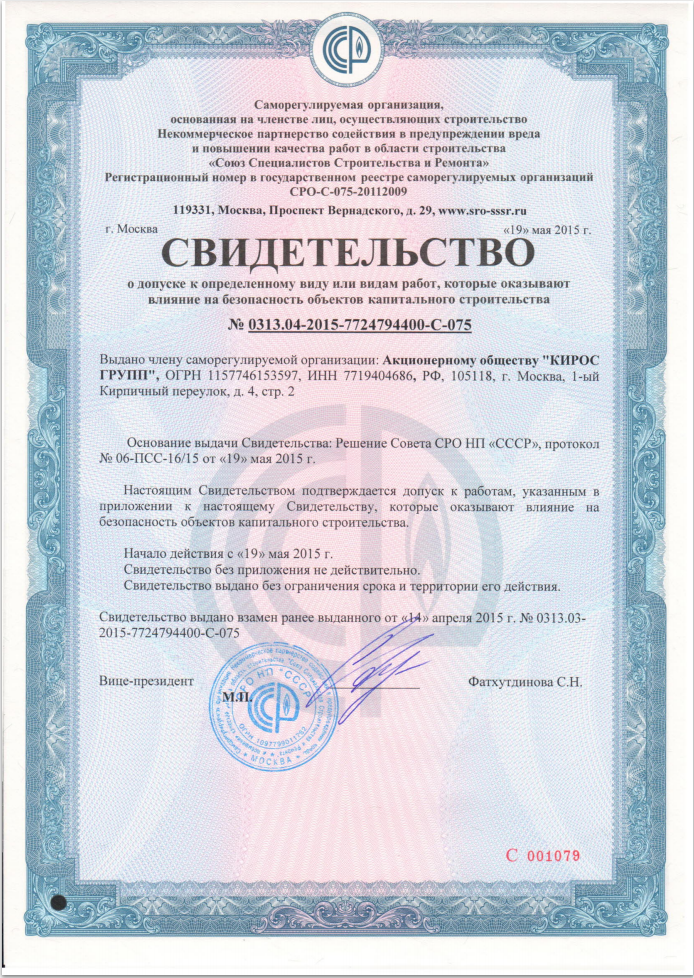 ССР
Саморегулируемая организация,
основанная на членстве лиц, осуществляющих строительство
Некоммерческое партнерство содействия в предупреждении вреда
и повышении качества работ в области строительства
«Союз Специалистов Строительства и Ремонта»
Регистрационный номер в государственном реестре саморегулируемых организаций
СРО-С-075-20112009
119331, Москва, Проспект Вернадского, д. 29, www.sro-sssr.ru
г. Москва «19» мая 2015 г.
СВИДЕТЕЛЬСТВО
о допуске к определенному виду или видам работ, которые оказывают
влияние на безопасность объектов капитального строительства
№ 0313.04-2015-7724794400-С-075
Выдано члену саморегулируемой организации: Акционерному обществу "КИРОС
ГРУПП", ОГРН 1157746153597, ИНН 7719404686, РФ, 105118, г. Москва, 1-ый
Кирпичный переулок, д. 4, стр. 2
Основание выдачи Свидетельства: Решение Совета СРО НП «СССР», протокол
№ 06-ПСС-16/15 от «19» мая 2015 г.
Настоящим Свидетельством подтверждается допуск к работам, указанным в
приложении к настоящему Свидетельству, которые оказывают влияние на
безопасность объектов капитального строительства.
Начало действия с «19» мая 2015 г.
Свидетельство без приложения не действительно.
Свидетельство выдано без ограничения срока и территории его действия.
Свидетельство выдано взамен ранее выданного от «14» апреля 2015 г. № 0313.03-
2015-7724794400-С-075
Вице-президент Фатхутдинова С.Н.
М.П.
СРО НП "СССР"
МОСКВА
С 001079